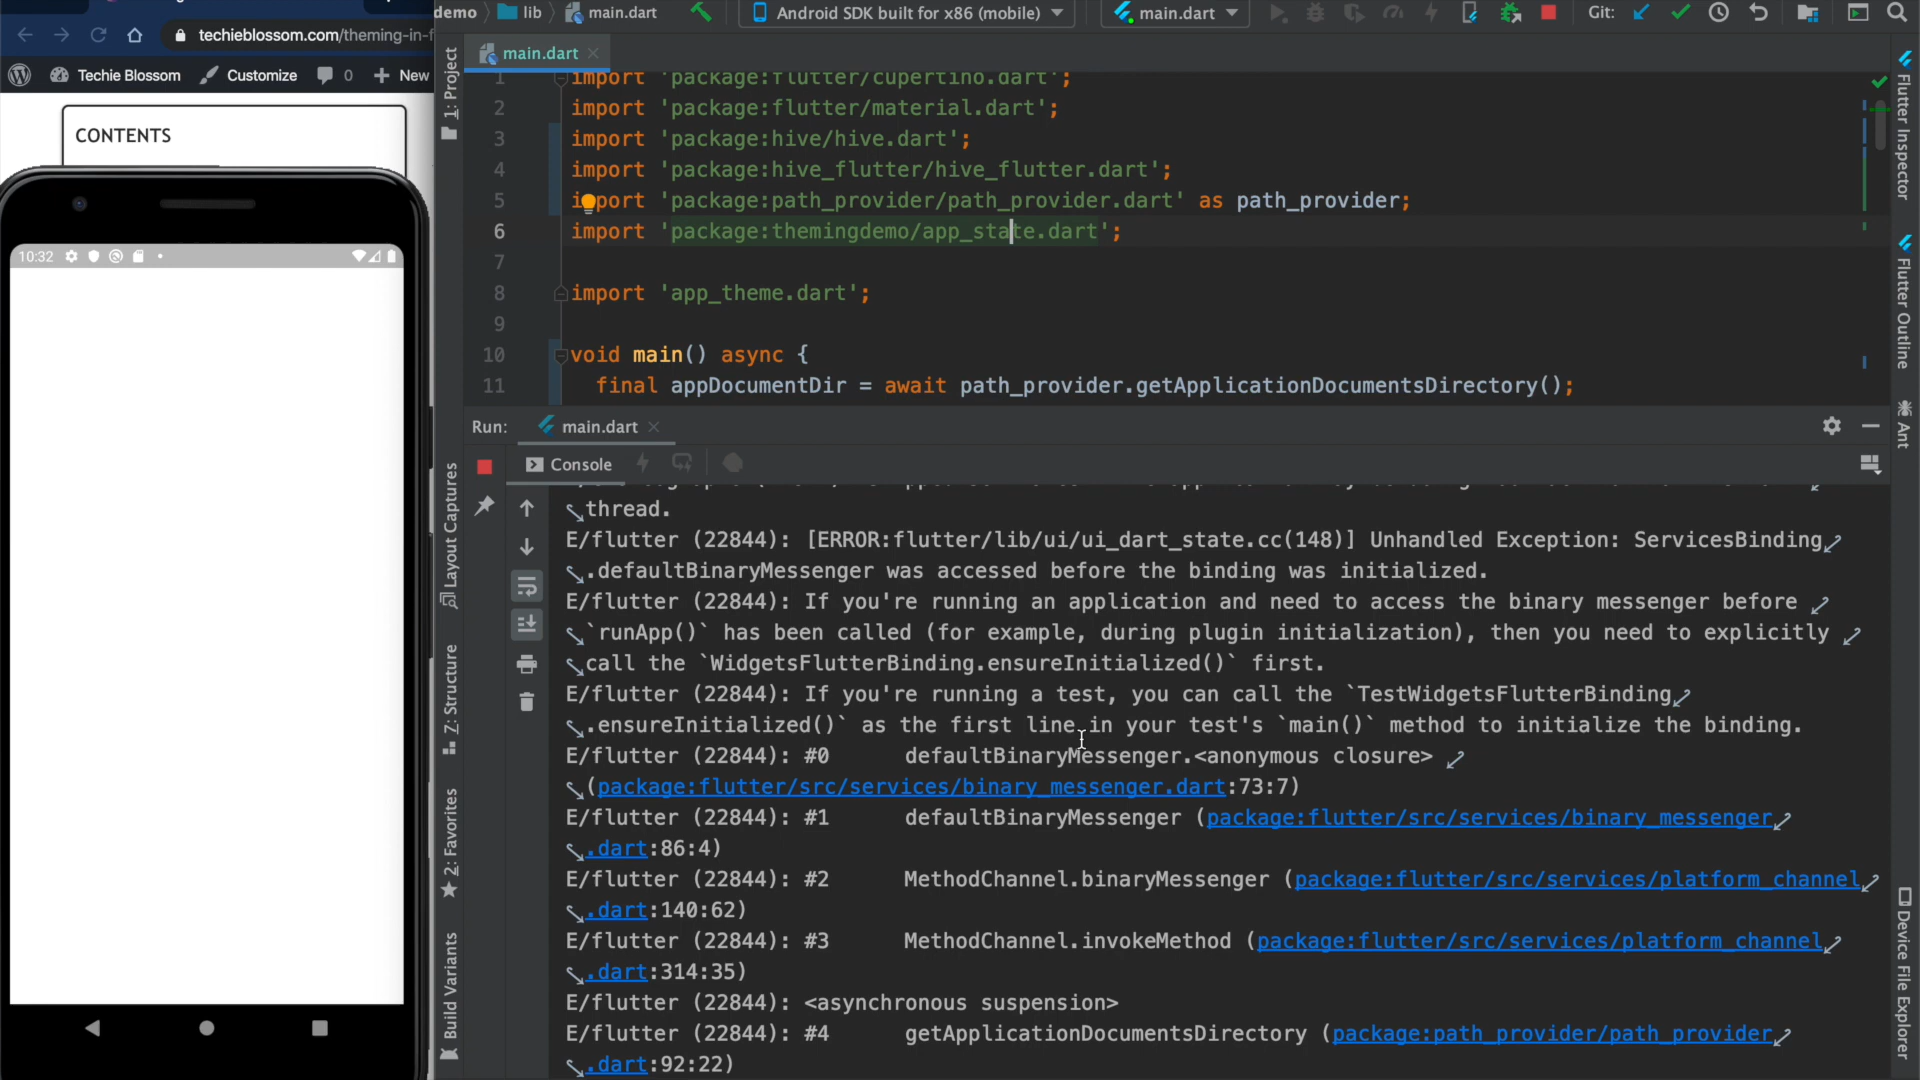 demo
lib
main.dart
Android SDK built for x86 (mobile)
main.dart
Git:
techieblossom.com/theming-in-f
Techie Blossom
Customize
0
New
CONTENTS
10:32
1: Project
Layout Captures
Z: Structure
2: Favorites
Build Variants
main.dart
1 import 'package:flutter/cupertino.dart';
2 import 'package:flutter/material.dart';
3 import 'package:hive/hive.dart';
4 import 'package:hive_flutter/hive_flutter.dart';
5 import 'package:path_provider/path_provider.dart' as path_provider;
6 import 'package:themingdemo/app_state.dart';
7
8 import 'app_theme.dart';
9
10 void main() async {
11 final appDocumentDir = await path_provider.getApplicationDocumentsDirectory();
Run:
main.dart
Console
thread.
E/flutter (22844): [ERROR:flutter/lib/ui/ui_dart_state.cc(148)] Unhandled Exception: ServicesBinding
.defaultBinaryMessenger was accessed before the binding was initialized.
E/flutter (22844): If you're running an application and need to access the binary messenger before
`runApp()` has been called (for example, during plugin initialization), then you need to explicitly
call the `WidgetsFlutterBinding.ensureInitialized()` first.
E/flutter (22844): If you're running a test, you can call the `TestWidgetsFlutterBinding
.ensureInitialized()` as the first line in your test's `main()` method to initialize the binding.
E/flutter (22844): #0 defaultBinaryMessenger.<anonymous closure>
(package:flutter/src/services/binary_messenger.dart:73:7)
E/flutter (22844): #1 defaultBinaryMessenger (package:flutter/src/services/binary_messenger
.dart:86:4)
E/flutter (22844): #2 MethodChannel.binaryMessenger (package:flutter/src/services/platform_channel
.dart:140:62)
E/flutter (22844): #3 MethodChannel.invokeMethod (package:flutter/src/services/platform_channel
.dart:314:35)
E/flutter (22844): <asynchronous suspension>
E/flutter (22844): #4 getApplicationDocumentsDirectory (package:path_provider/path_provider
.dart:92:22)
Flutter Inspector
Flutter Outline
Ant
Device File Explorer